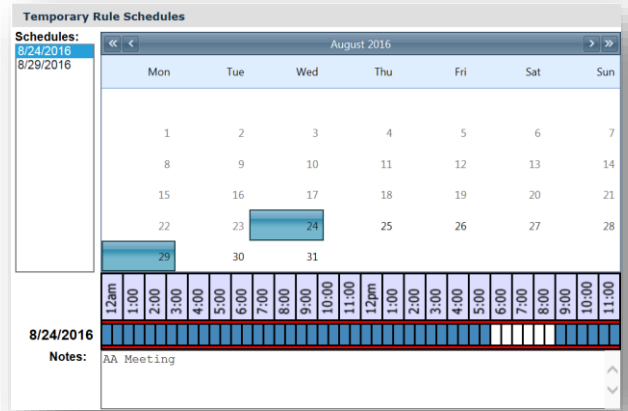 Temporary Rule Schedules
Schedules:
8/24/2016
8/29/2016
« ‹ August 2016 › »
Mon Tue Wed Thu Fri Sat Sun
1 2 3 4 5 6 7
8 9 10 11 12 13 14
15 16 17 18 19 20 21
22 23 24 25 26 27 28
29 30 31
12am 1:00 2:00 3:00 4:00 5:00 6:00 7:00 8:00 9:00 10:00 11:00 12pm 1:00 2:00 3:00 4:00 5:00 6:00 7:00 8:00 9:00 10:00 11:00
8/24/2016
Notes: AA Meeting